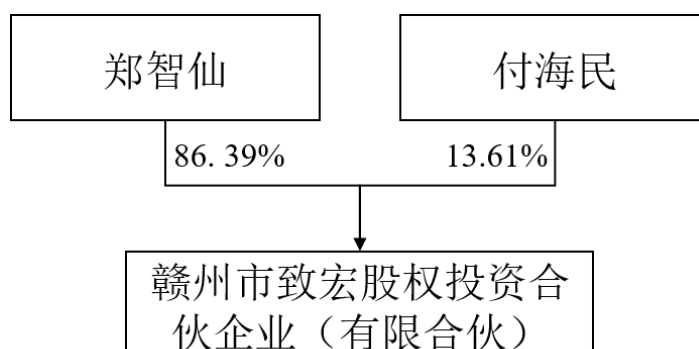 郑智仙
付海民
86. 39%
13.61%
赣州市致宏股权投资合
伙企业（有限合伙）